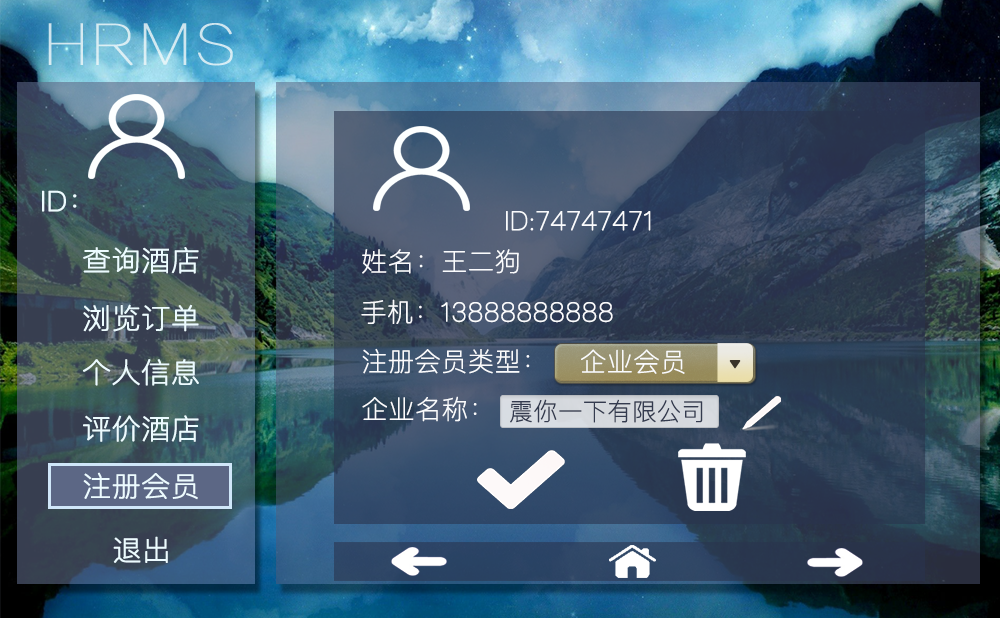 HRMS
ID:
查询酒店
浏览订单
个人信息
评价酒店
注册会员
退出
ID:74747471
姓名：王二狗
手机：13888888888
注册会员类型： 企业会员
企业名称： 震你一下有限公司